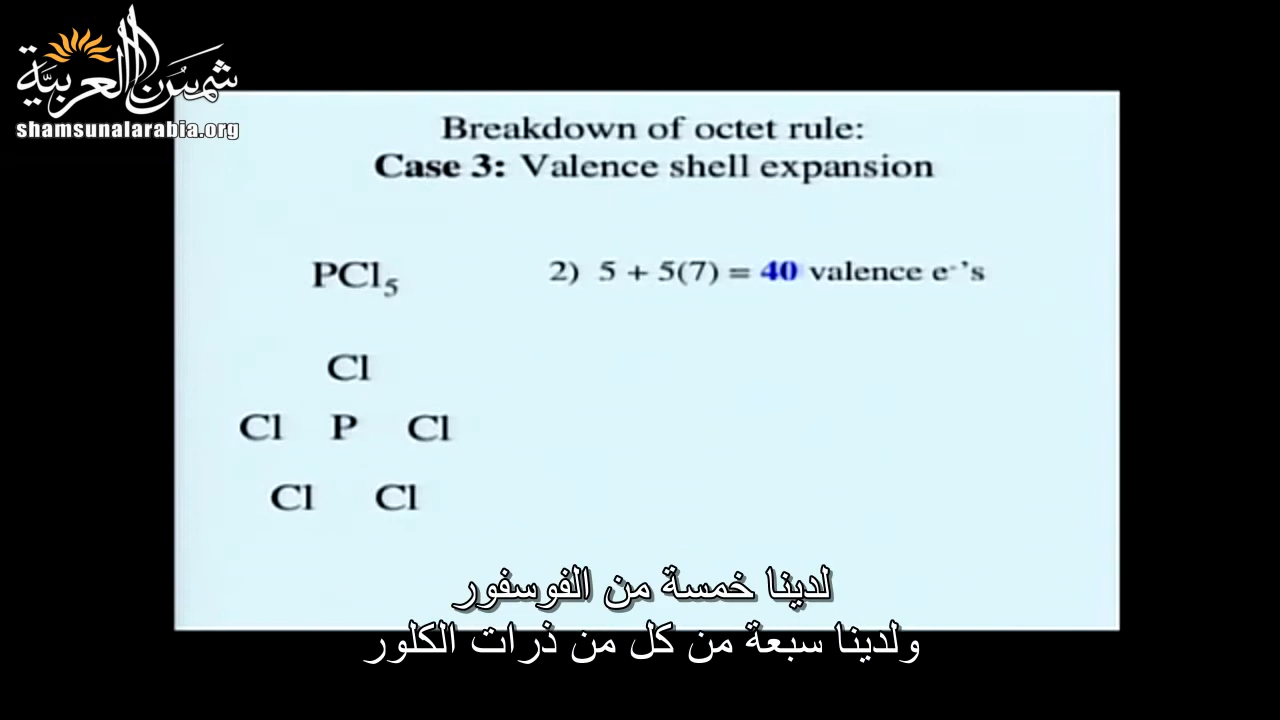 شمس العربية
shamsunalarabia.org
Breakdown of octet rule:
Case 3: Valence shell expansion
PCl₅ 2) 5 + 5(7) = 40 valence e⁻'s
Cl
Cl P Cl
Cl Cl
لدينا خمسة من الفوسفور
ولدينا سبعة من كل من ذرات الكلور